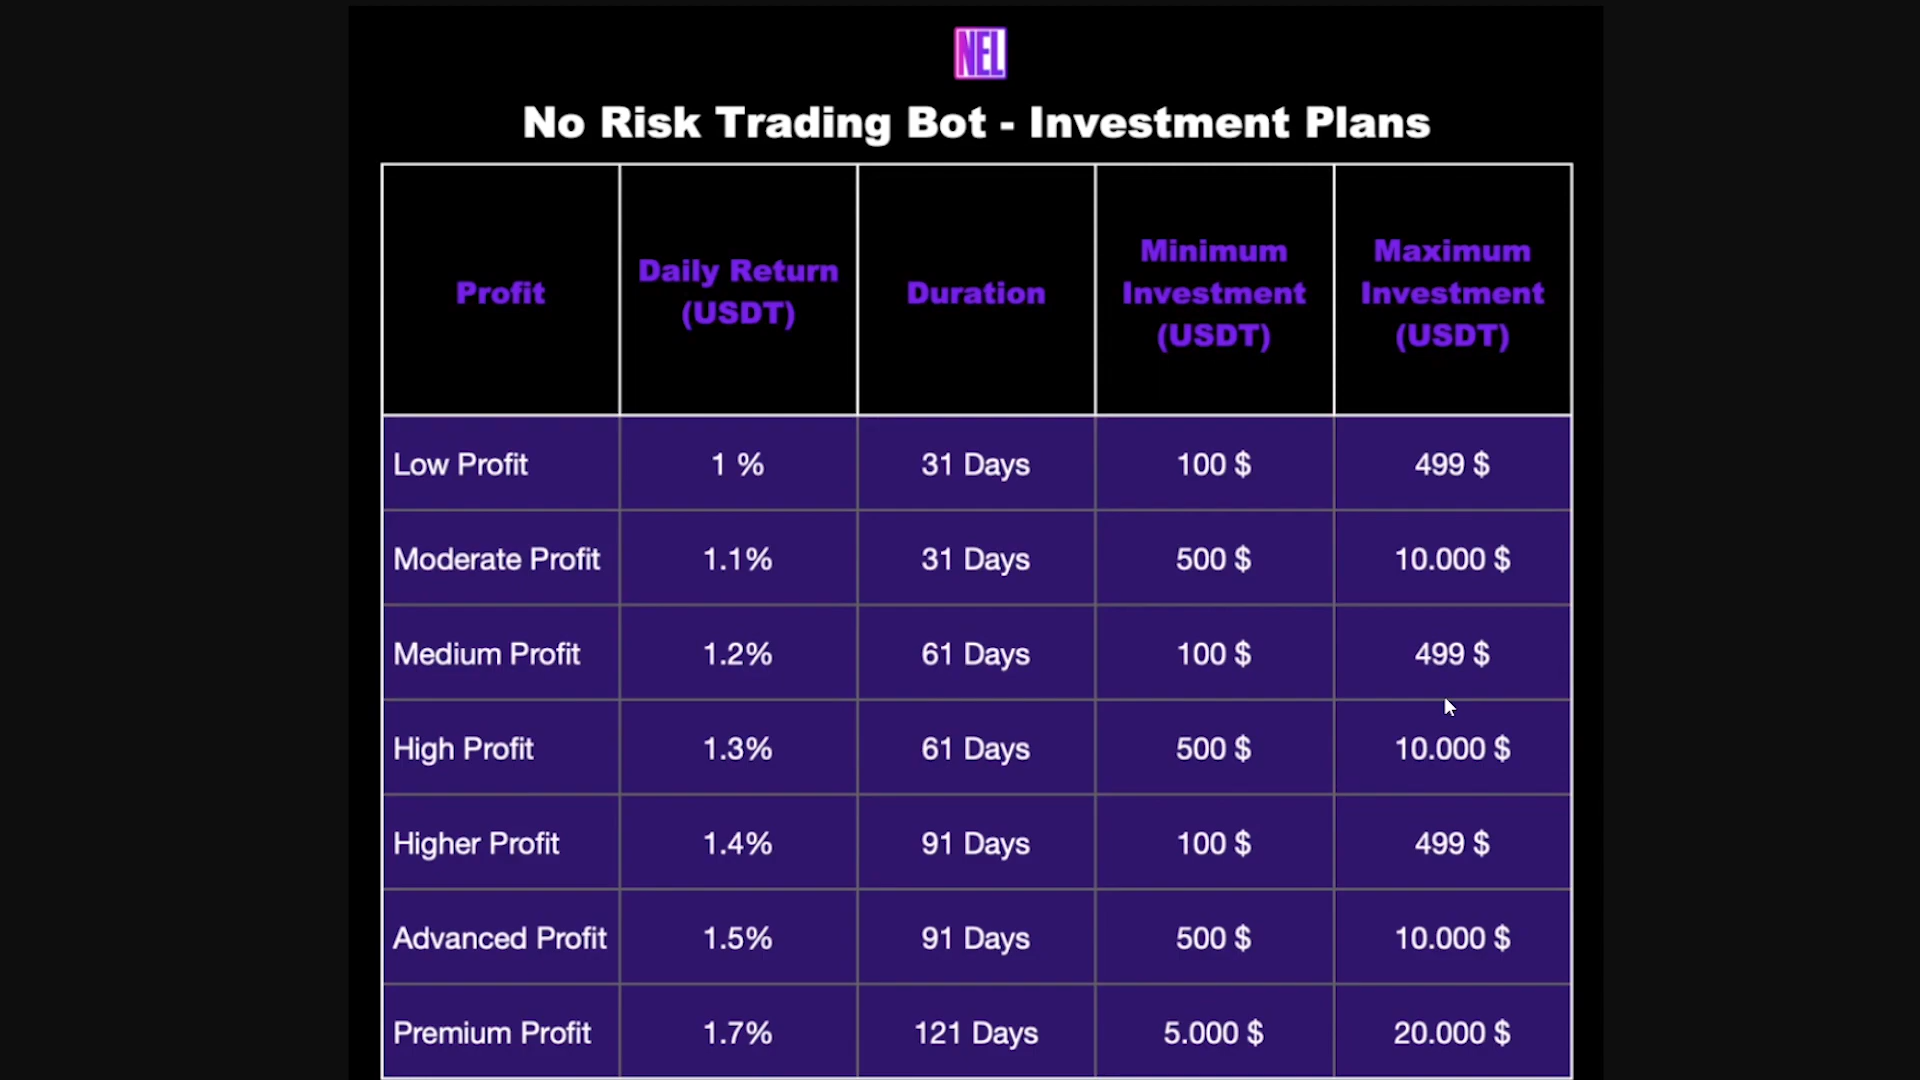 NEL
No Risk Trading Bot - Investment Plans
Profit
Daily Return
(USDT)
Duration
Minimum
Investment
(USDT)
Maximum
Investment
(USDT)
Low Profit 1 % 31 Days 100 $ 499 $
Moderate Profit 1.1% 31 Days 500 $ 10.000 $
Medium Profit 1.2% 61 Days 100 $ 499 $
High Profit 1.3% 61 Days 500 $ 10.000 $
Higher Profit 1.4% 91 Days 100 $ 499 $
Advanced Profit 1.5% 91 Days 500 $ 10.000 $
Premium Profit 1.7% 121 Days 5.000 $ 20.000 $